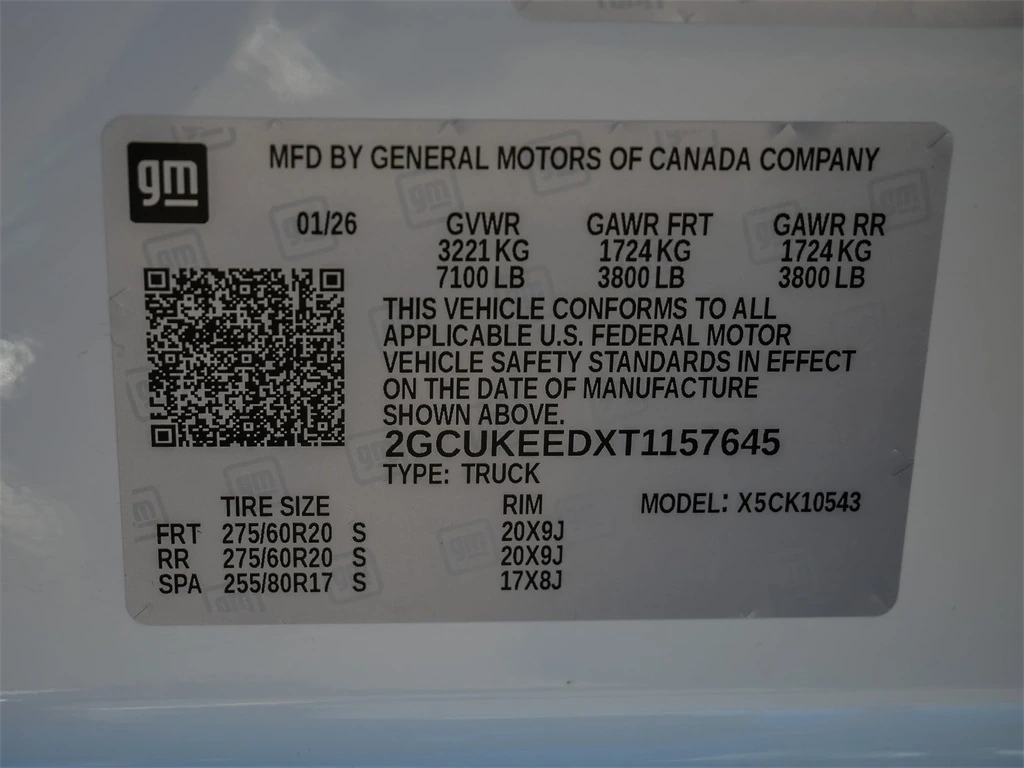 gm
MFD BY GENERAL MOTORS OF CANADA COMPANY
01/26 GVWR GAWR FRT GAWR RR
3221 KG 1724 KG 1724 KG
7100 LB 3800 LB 3800 LB
THIS VEHICLE CONFORMS TO ALL
APPLICABLE U.S. FEDERAL MOTOR
VEHICLE SAFETY STANDARDS IN EFFECT
ON THE DATE OF MANUFACTURE
SHOWN ABOVE.
2GCUKEEDXT1157645
TYPE: TRUCK
TIRE SIZE RIM MODEL: X5CK10543
FRT 275/60R20 S 20X9J
RR 275/60R20 S 20X9J
SPA 255/80R17 S 17X8J